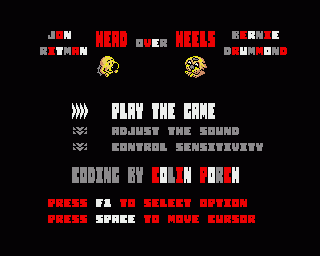 JON RITMAN
HEAD OVER HEELS
BERNIE DRUMMOND
PLAY THE GAME
ADJUST THE SOUND
CONTROL SENSITIVITY
CODING BY COLIN PORCH
PRESS F1 TO SELECT OPTION
PRESS SPACE TO MOVE CURSOR